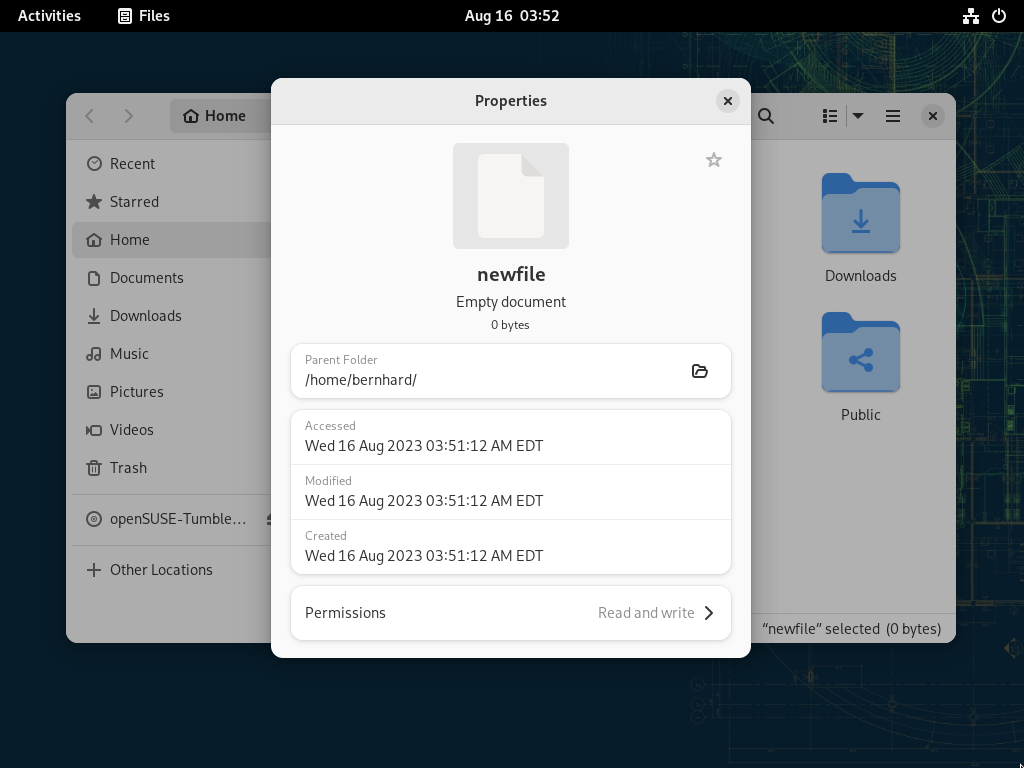 Activities
Files
Aug 16 03:52
Home
Recent
Starred
Home
Documents
Downloads
Music
Pictures
Videos
Trash
openSUSE-Tumble…
Other Locations
Properties
newfile
Empty document
0 bytes
Parent Folder
/home/bernhard/
Accessed
Wed 16 Aug 2023 03:51:12 AM EDT
Modified
Wed 16 Aug 2023 03:51:12 AM EDT
Created
Wed 16 Aug 2023 03:51:12 AM EDT
Permissions
Read and write
Downloads
Public
“newfile” selected (0 bytes)